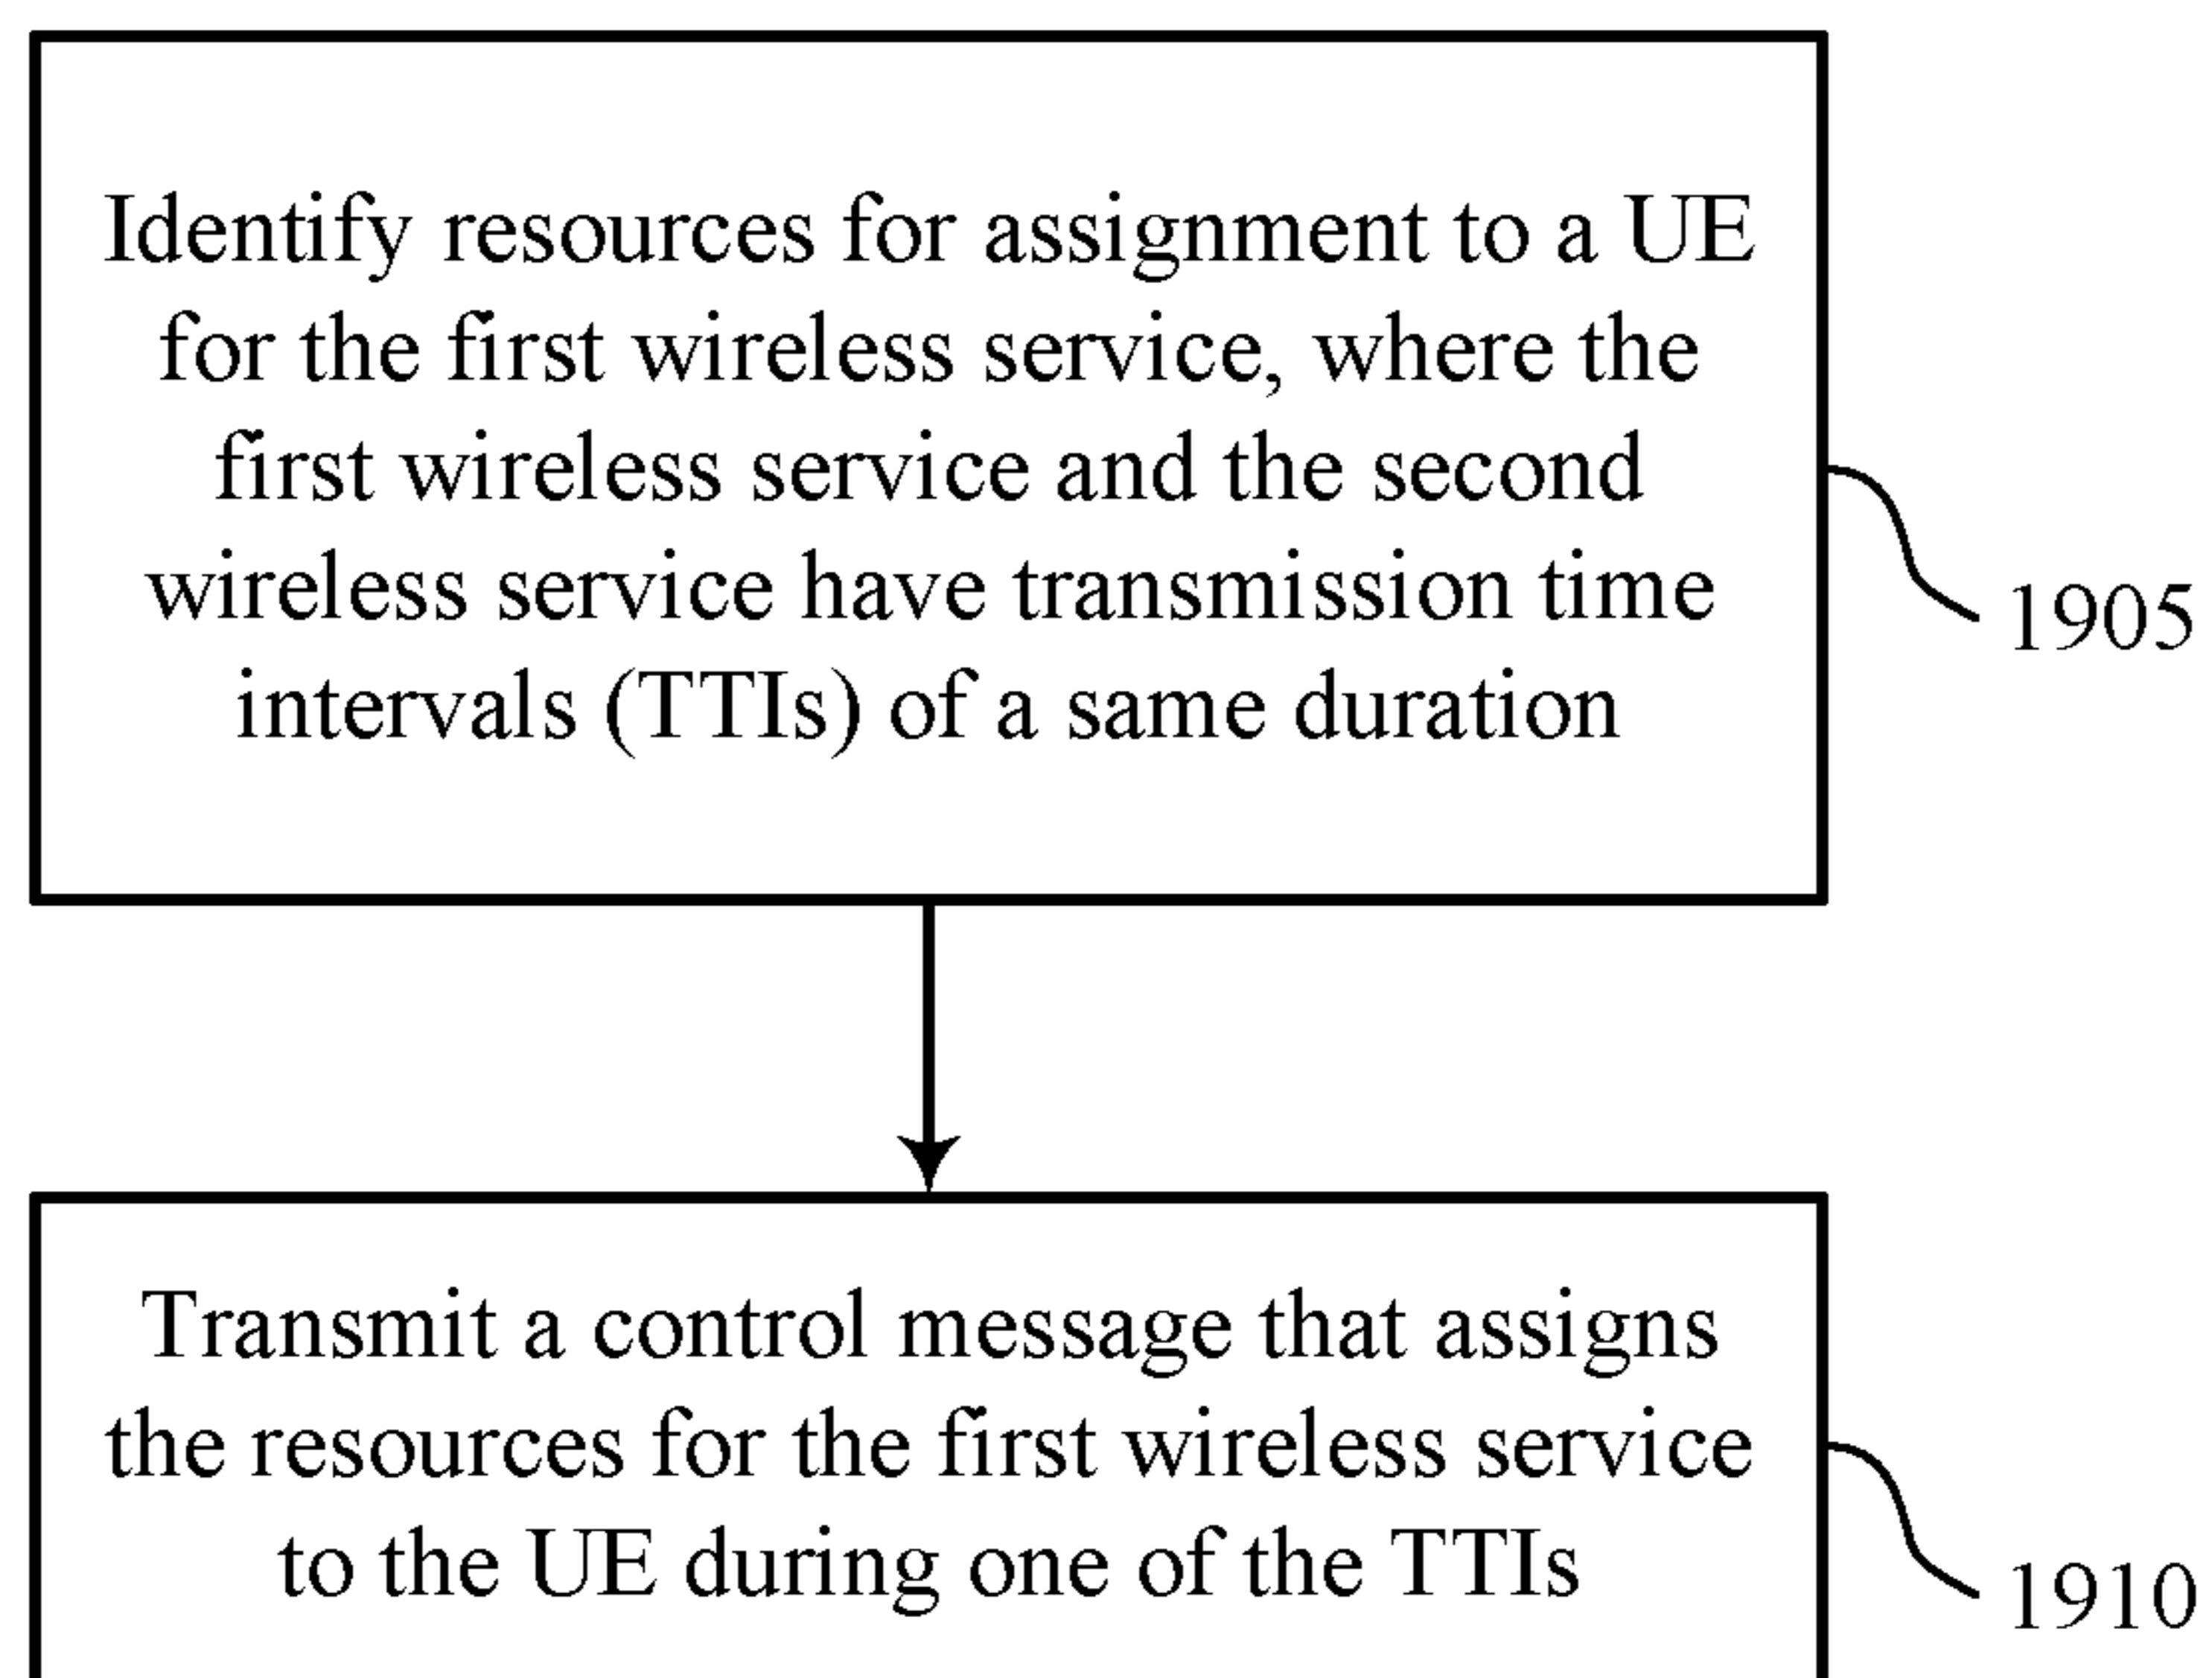 Identify resources for assignment to a UE
for the first wireless service, where the
first wireless service and the second
wireless service have transmission time
intervals (TTIs) of a same duration
1905
Transmit a control message that assigns
the resources for the first wireless service
to the UE during one of the TTIs
1910